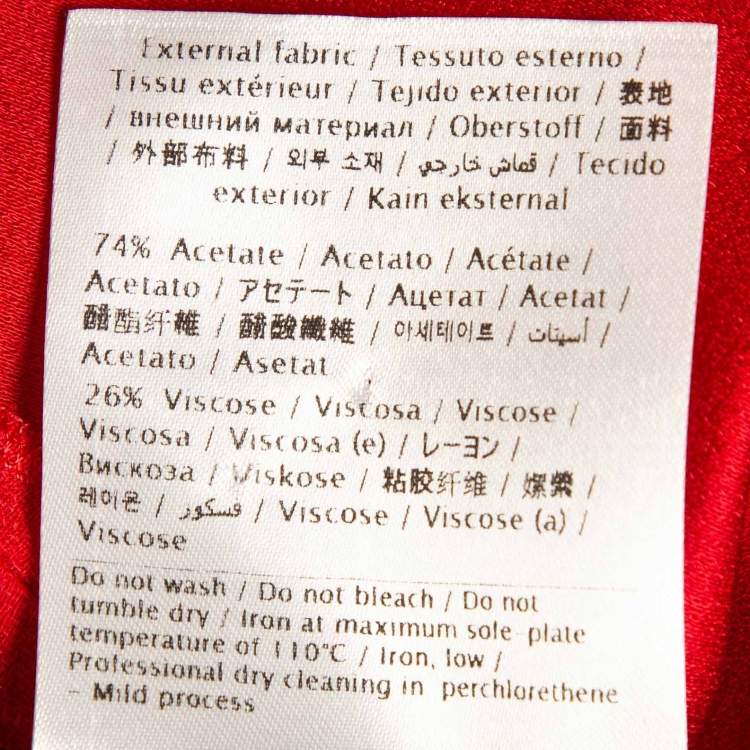 External fabric / Tessuto esterno /
Tissu extérieur / Tejido exterior / 表地
/ внешний материал / Oberstoff / 面料
/ 外部布料 / 외부 소재 / قماش خارجي / Tecido
exterior / Kain eksternal
74% Acetate / Acetato / Acétate /
Acetato / アセテート / Ацетат / Acetat /
醋酯纤維 / 醋酸纖維 / 아세테이트 / أسيتات /
Acetato / Asetat
26% Viscose / Viscosa / Viscose /
Viscosa / Viscosa (e) / レーヨン /
Вискоза / Viskose / 粘胶纤维 / 嫘縈 /
레이온 / فسكوز / Viscose / Viscose (a) /
Viscose
Do not wash / Do not bleach / Do not
tumble dry / Iron at maximum sole-plate
temperature of 110°C / Iron, low /
Professional dry cleaning in perchlorethene
- Mild process